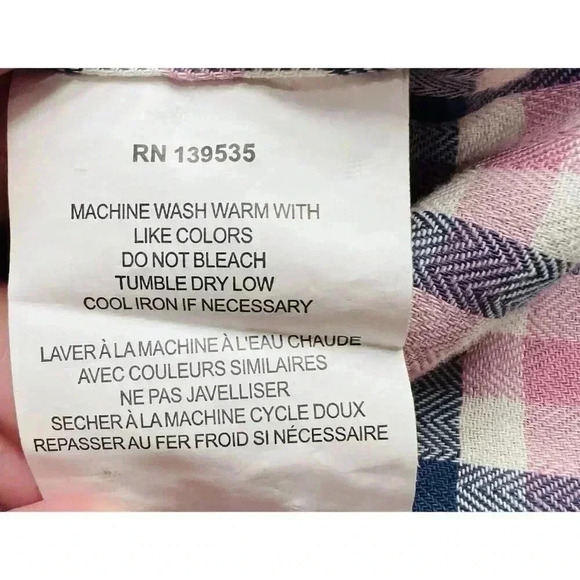 RN 139535
MACHINE WASH WARM WITH
LIKE COLORS
DO NOT BLEACH
TUMBLE DRY LOW
COOL IRON IF NECESSARY
LAVER À LA MACHINE À L'EAU CHAUDE
AVEC COULEURS SIMILAIRES
NE PAS JAVELLISER
SECHER À LA MACHINE CYCLE DOUX
REPASSER AU FER FROID SI NÉCESSAIRE